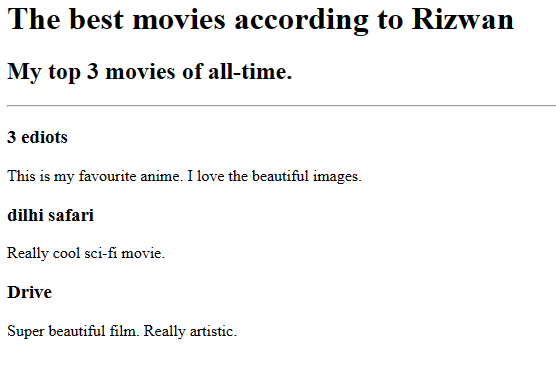 The best movies according to Rizwan
My top 3 movies of all-time.
3 ediots
This is my favourite anime. I love the beautiful images.
dilhi safari
Really cool sci-fi movie.
Drive
Super beautiful film. Really artistic.